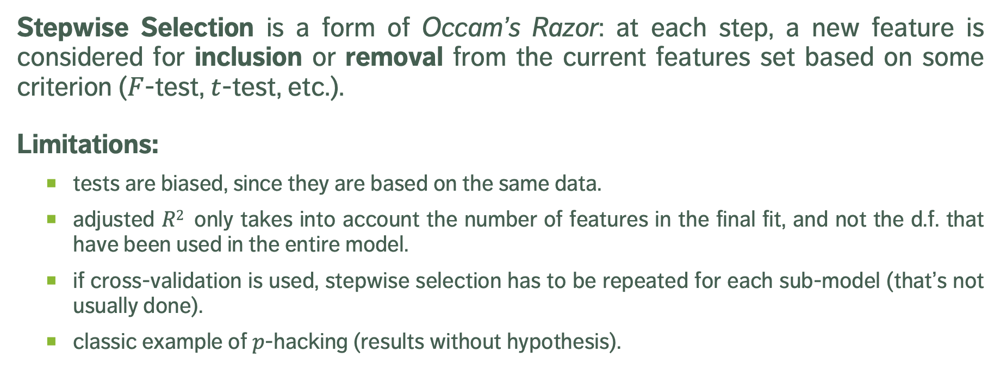 Stepwise Selection is a form of Occam’s Razor: at each step, a new feature is
considered for inclusion or removal from the current features set based on some
criterion (F-test, t-test, etc.).
Limitations:
▪ tests are biased, since they are based on the same data.
▪ adjusted R² only takes into account the number of features in the final fit, and not the d.f. that
have been used in the entire model.
▪ if cross-validation is used, stepwise selection has to be repeated for each sub-model (that’s not
usually done).
▪ classic example of p-hacking (results without hypothesis).